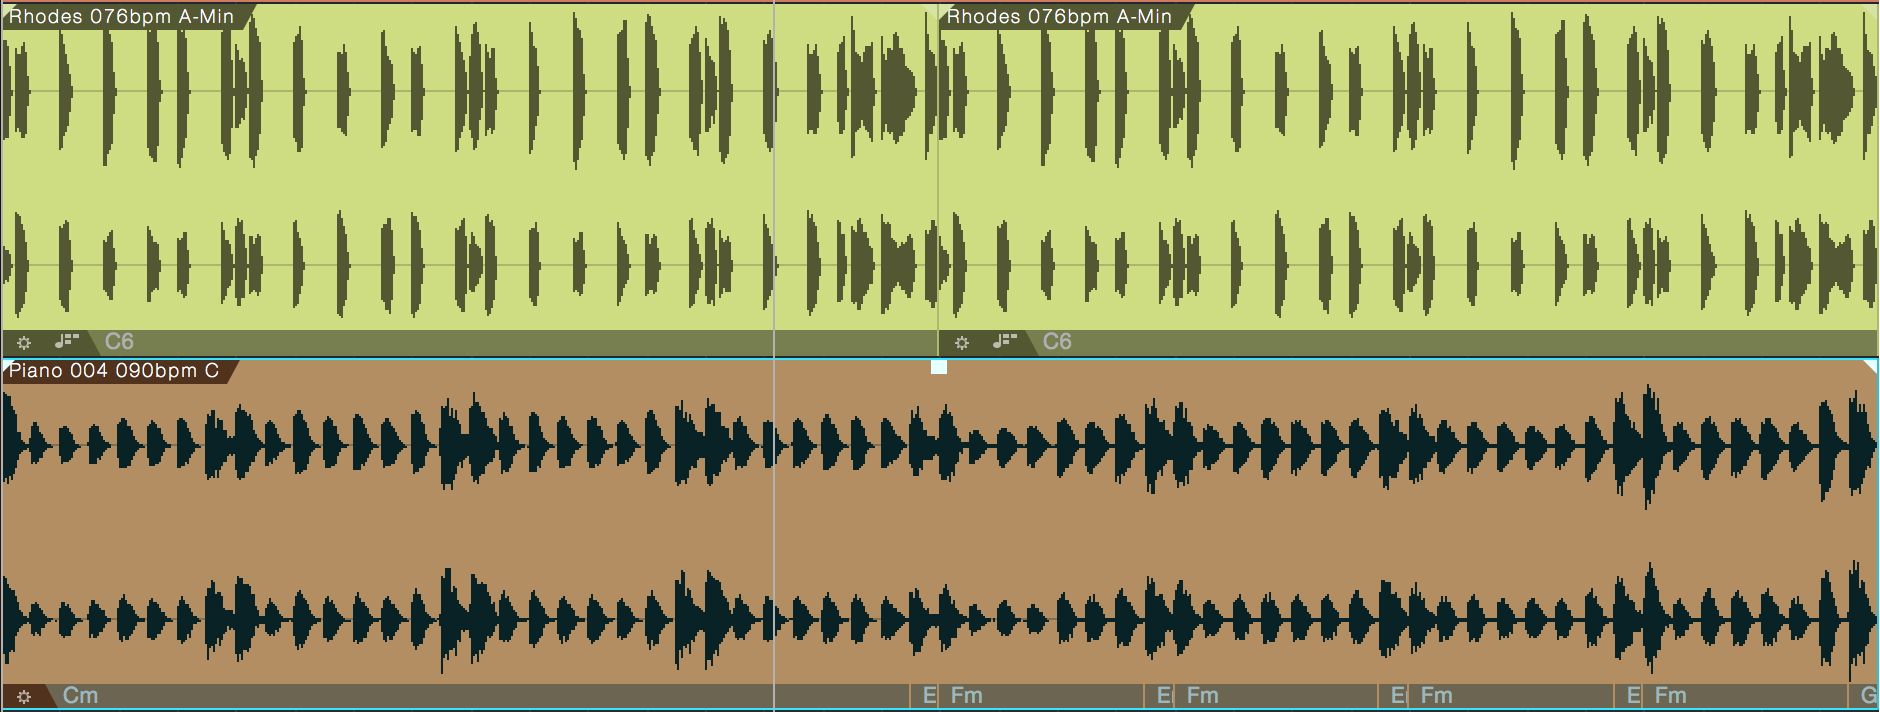 Rhodes 076bpm A-Min
Rhodes 076bpm A-Min
C6
C6
Piano 004 090bpm C
Cm
E
Fm
E
Fm
E
Fm
E
Fm
G